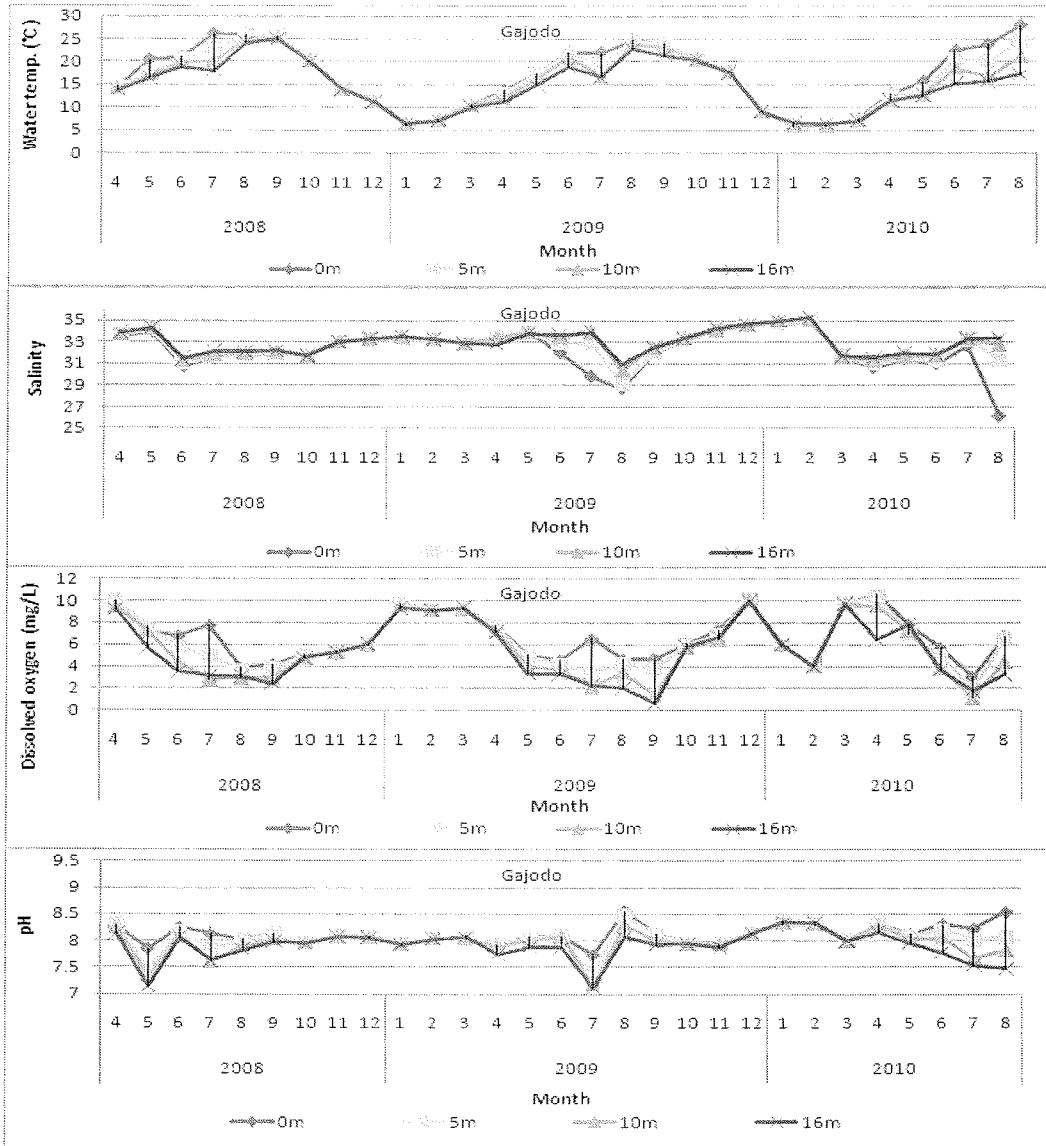 Gajodo
Water temp. (℃)
30
25
20
15
10
5
0
4 5 6 7 8 9 10 11 12 1 2 3 4 5 6 7 8 9 10 11 12 1 2 3 4 5 6 7 8
2008 2009 2010
Month
0m 5m 10m 16m
Gajodo
Salinity
35
33
31
29
27
25
4 5 6 7 8 9 10 11 12 1 2 3 4 5 6 7 8 9 10 11 12 1 2 3 4 5 6 7 8
2008 2009 2010
Month
0m 5m 10m 16m
Gajodo
Dissolved oxygen (mg/L)
12
10
8
6
4
2
0
4 5 6 7 8 9 10 11 12 1 2 3 4 5 6 7 8 9 10 11 12 1 2 3 4 5 6 7 8
2008 2009 2010
Month
0m 5m 10m 16m
Gajodo
pH
9.5
9
8.5
8
7.5
7
4 5 6 7 8 9 10 11 12 1 2 3 4 5 6 7 8 9 10 11 12 1 2 3 4 5 6 7 8
2008 2009 2010
Month
0m 5m 10m 16m